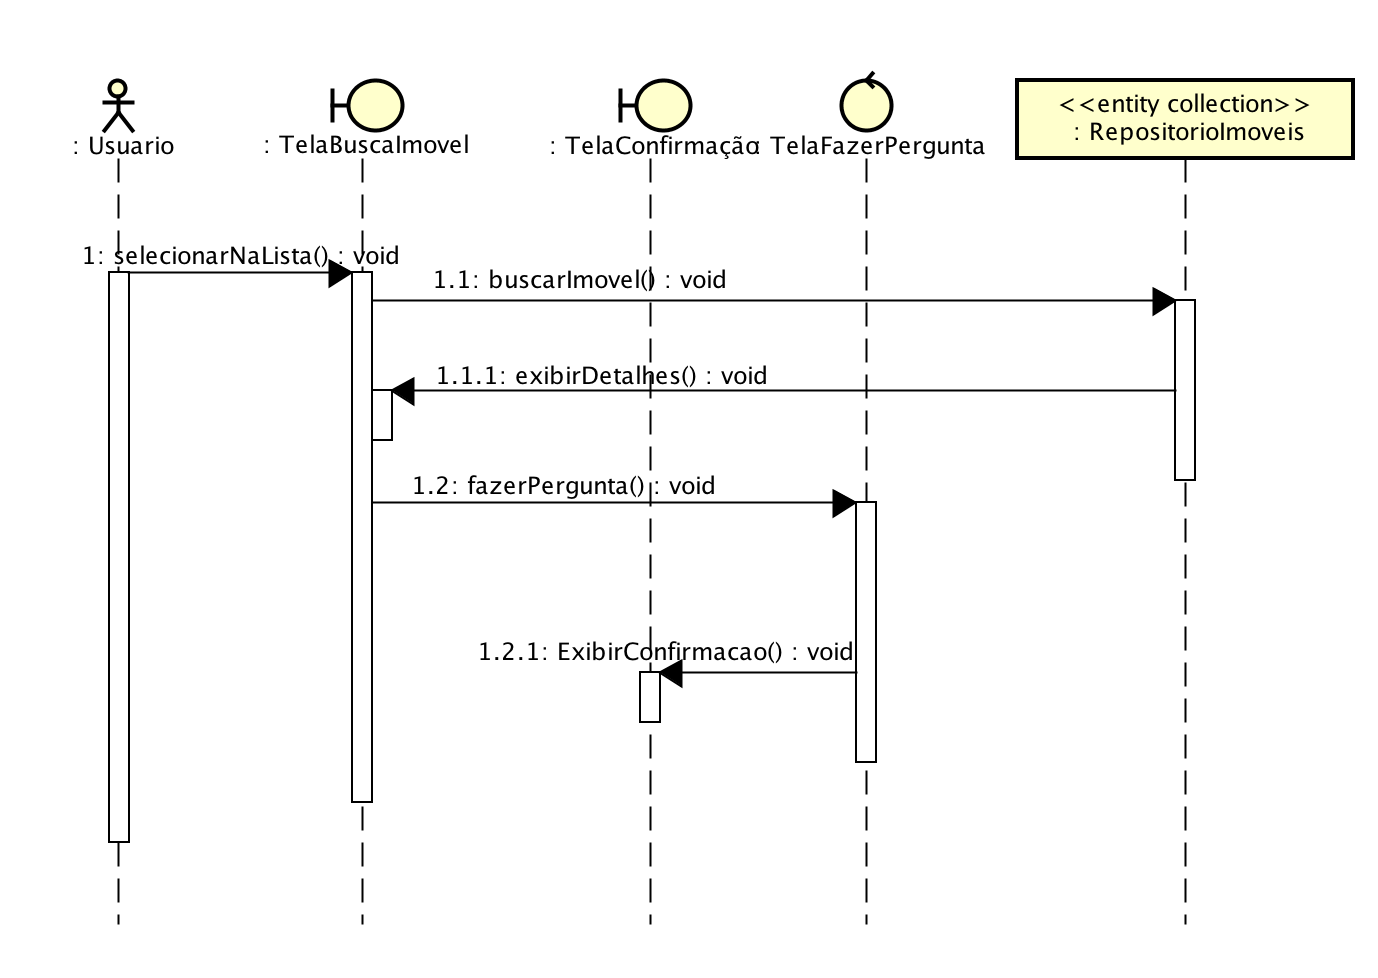 : Usuario
: TelaBuscaImovel
: TelaConfirmação
TelaFazerPergunta
<<entity collection>>
: RepositorioImoveis
1: selecionarNaLista() : void
1.1: buscarImovel() : void
1.1.1: exibirDetalhes() : void
1.2: fazerPergunta() : void
1.2.1: ExibirConfirmacao() : void